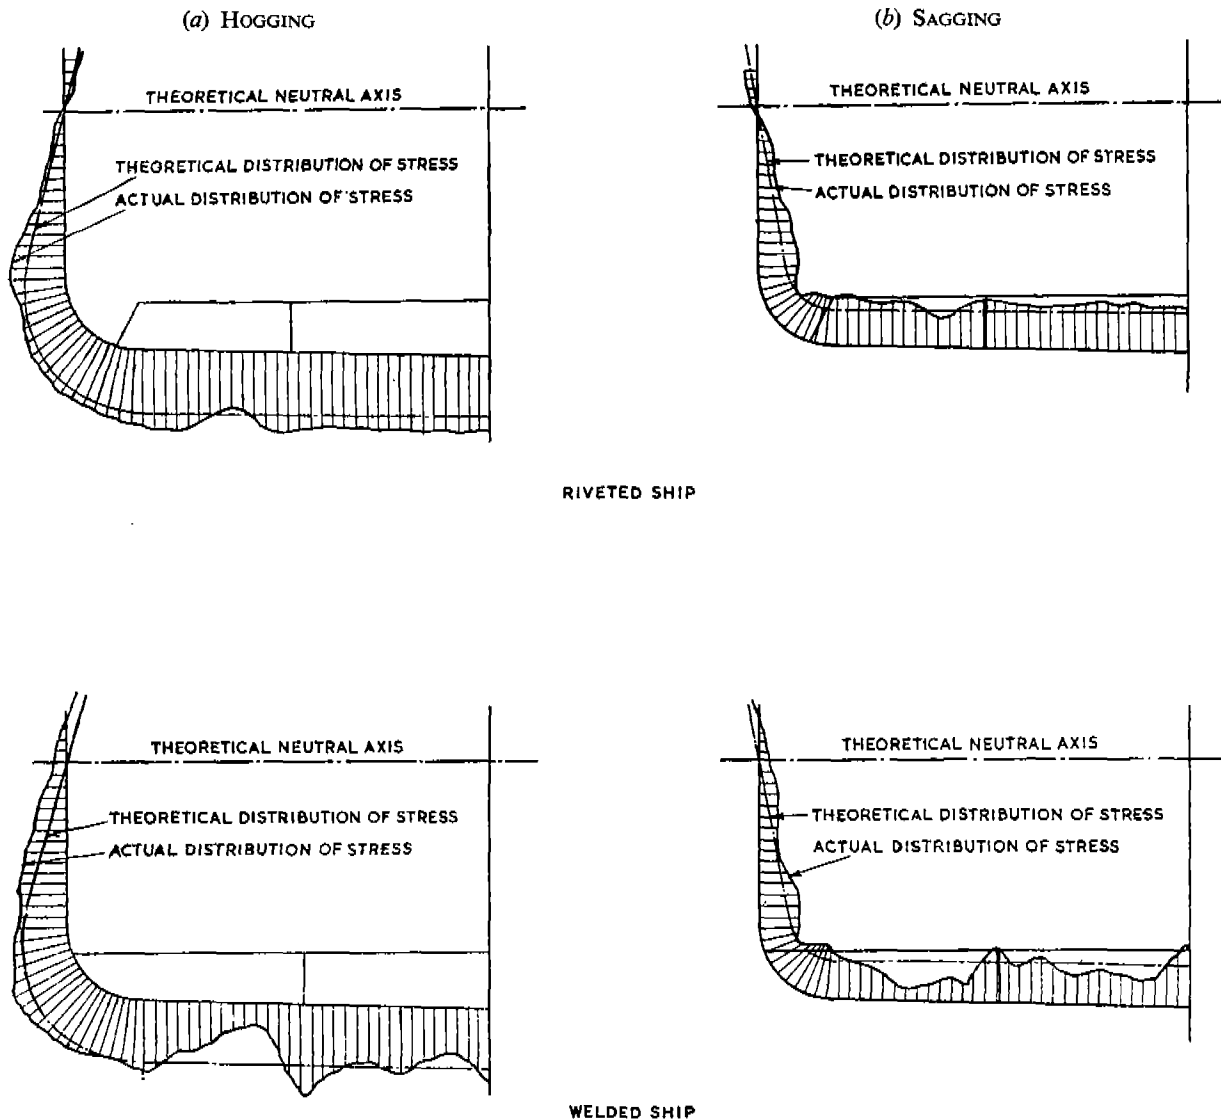 (a) HOGGING
(b) SAGGING
THEORETICAL NEUTRAL AXIS
THEORETICAL DISTRIBUTION OF STRESS
ACTUAL DISTRIBUTION OF STRESS
THEORETICAL NEUTRAL AXIS
THEORETICAL DISTRIBUTION OF STRESS
ACTUAL DISTRIBUTION OF STRESS
RIVETED SHIP
THEORETICAL NEUTRAL AXIS
THEORETICAL DISTRIBUTION OF STRESS
ACTUAL DISTRIBUTION OF STRESS
THEORETICAL NEUTRAL AXIS
THEORETICAL DISTRIBUTION OF STRESS
ACTUAL DISTRIBUTION OF STRESS
WELDED SHIP